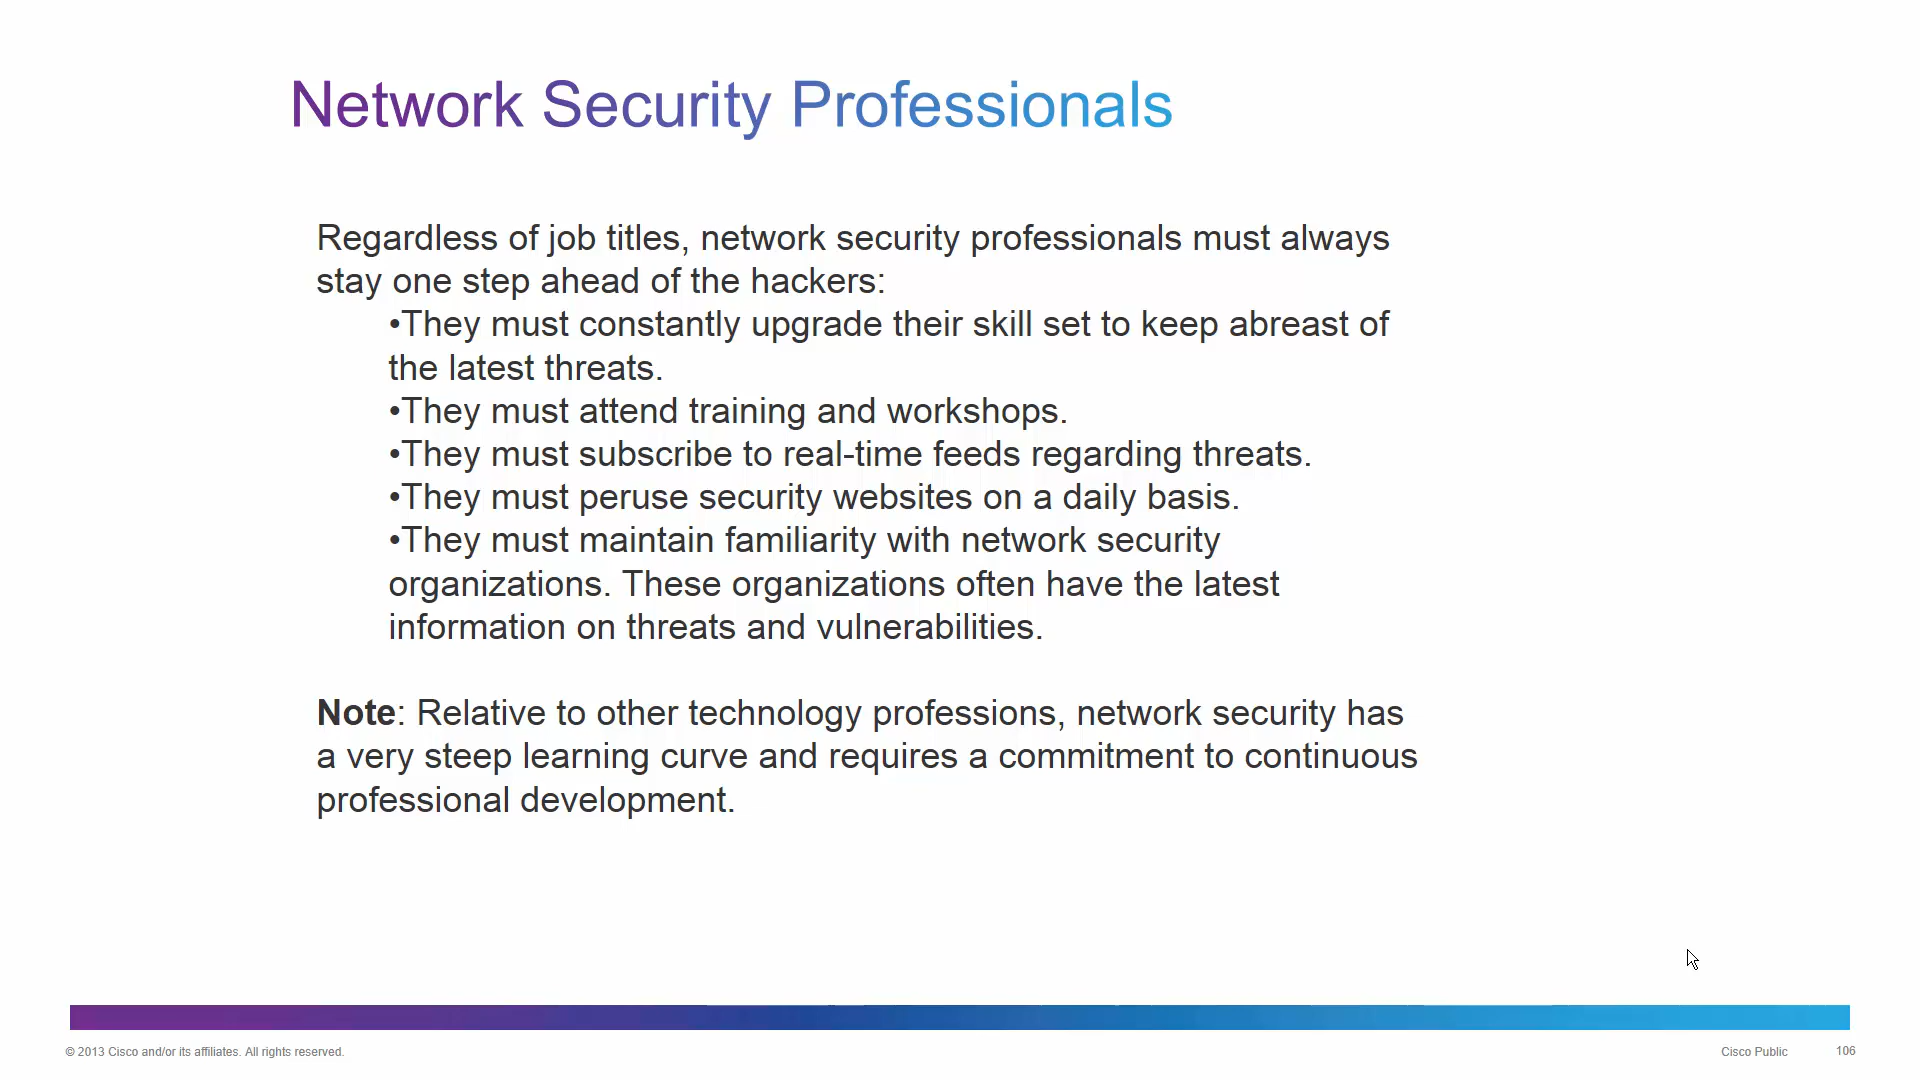 Network Security Professionals
Regardless of job titles, network security professionals must always
stay one step ahead of the hackers:
•They must constantly upgrade their skill set to keep abreast of
the latest threats.
•They must attend training and workshops.
•They must subscribe to real-time feeds regarding threats.
•They must peruse security websites on a daily basis.
•They must maintain familiarity with network security
organizations. These organizations often have the latest
information on threats and vulnerabilities.
Note: Relative to other technology professions, network security has
a very steep learning curve and requires a commitment to continuous
professional development.
© 2013 Cisco and/or its affiliates. All rights reserved.
Cisco Public
106